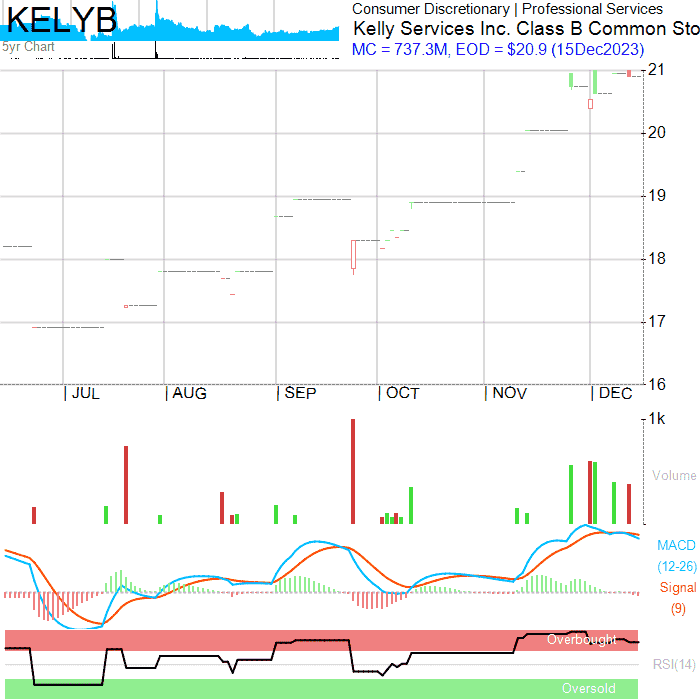 KELYB
Consumer Discretionary | Professional Services
Kelly Services Inc. Class B Common Sto
MC = 737.3M, EOD = $20.9 (15Dec2023)
5yr Chart
21
20
19
18
17
16
| JUL | AUG | SEP | OCT | NOV | DEC
1k
Volume
MACD
(12-26)
Signal
(9)
Overbought
RSI(14)
Oversold